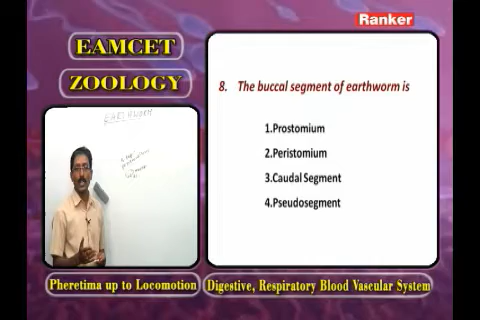 Ranker
EAMCET
ZOOLOGY
8. The buccal segment of earthworm is
1.Prostomium
2.Peristomium
3.Caudal Segment
4.Pseudosegment
EARTHWORM
Pheretima up to Locomotion
Digestive, Respiratory Blood Vascular System